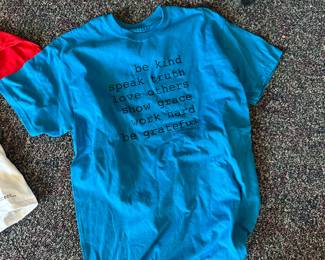 be kind
speak truth
love others
show grace
work hard
be grateful